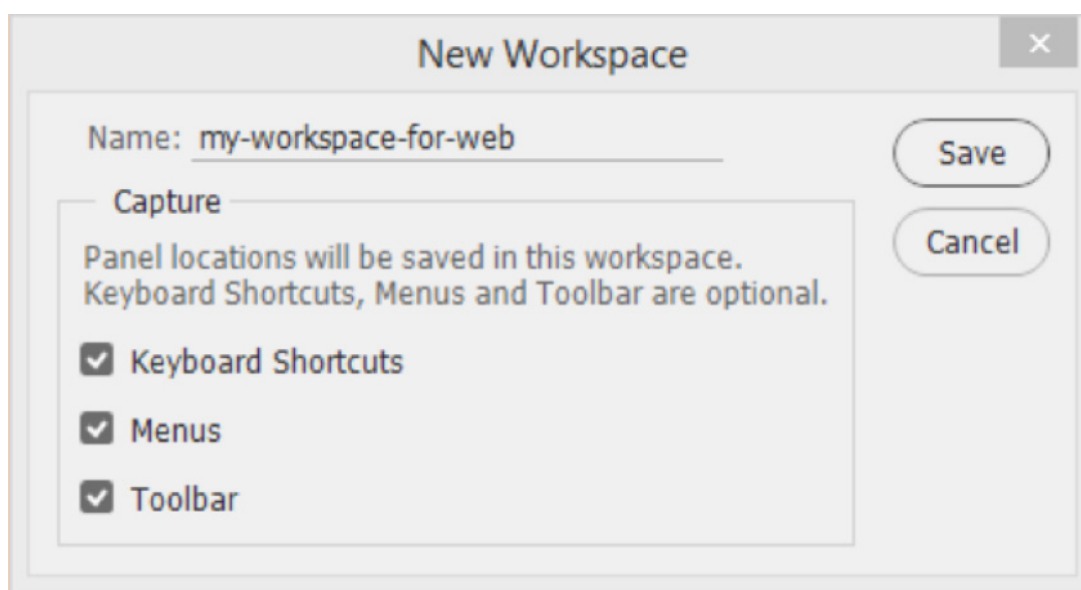 New Workspace
Name: my-workspace-for-web
Save
Capture
Cancel
Panel locations will be saved in this workspace.
Keyboard Shortcuts, Menus and Toolbar are optional.
Keyboard Shortcuts
Menus
Toolbar